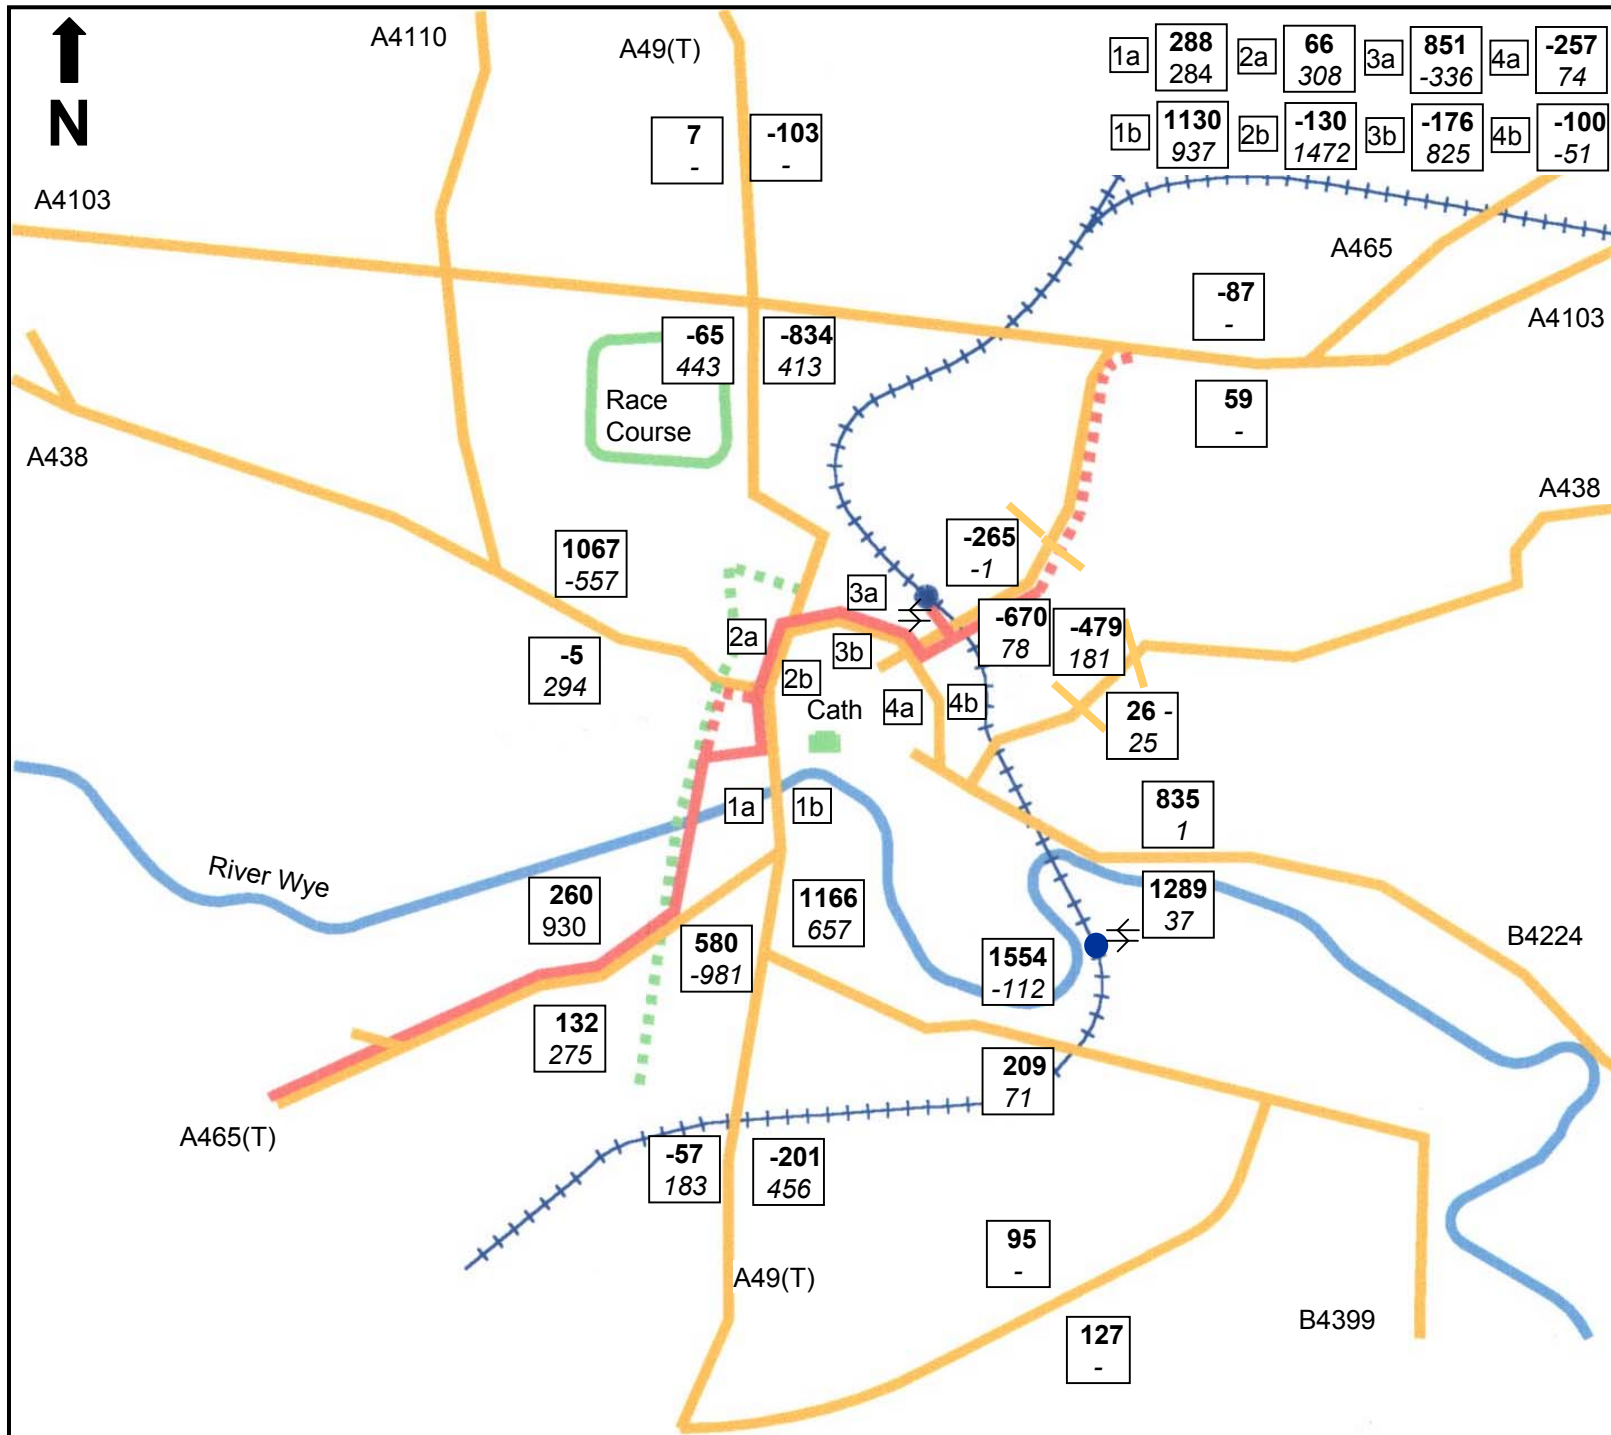 A4110
A49(T)
1a
288
284
2a
66
308
3a
851
-336
4a
-257
74
N
1b
1130
937
2b
-130
1472
3b
-176
825
4b
-100
-51
7
-
-103
-
A4103
A465
-87
-
A4103
-65
443
-834
413
Race
Course
59
-
A438
A438
1067
-557
-265
-1
3a
2a
3b
-670
78
-479
181
-5
294
2b
Cath
4a
4b
26 -
25
1a
1b
835
1
River Wye
260
930
1166
657
1289
37
580
-981
B4224
1554
-112
132
275
209
71
A465(T)
-57
183
-201
456
95
-
A49(T)
B4399
127
-